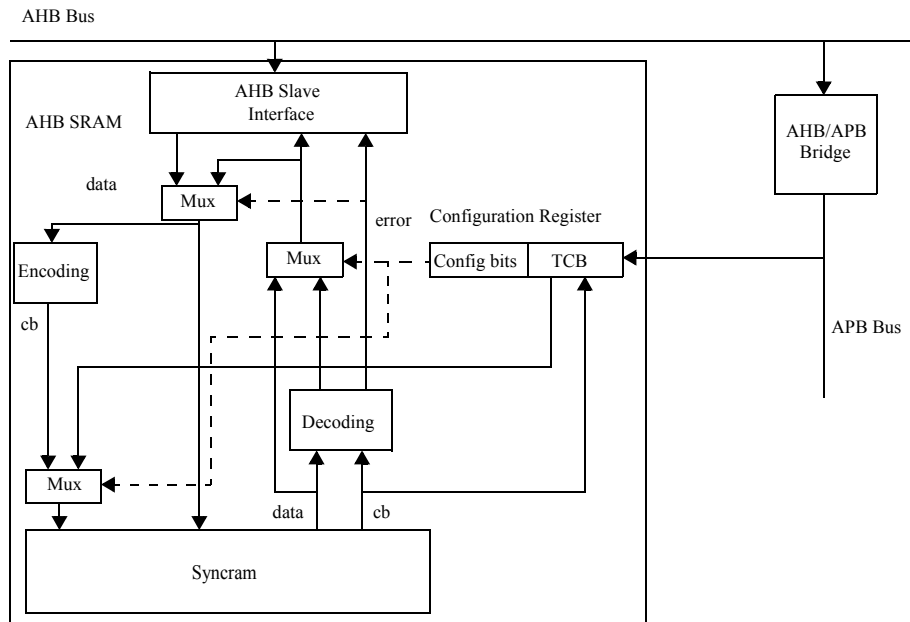 AHB Bus
AHB Slave
Interface
AHB SRAM
AHB/APB
Bridge
data
Mux
error
Configuration Register
Encoding
Mux
Config bits
TCB
cb
APB Bus
Decoding
Mux
data
cb
Syncram